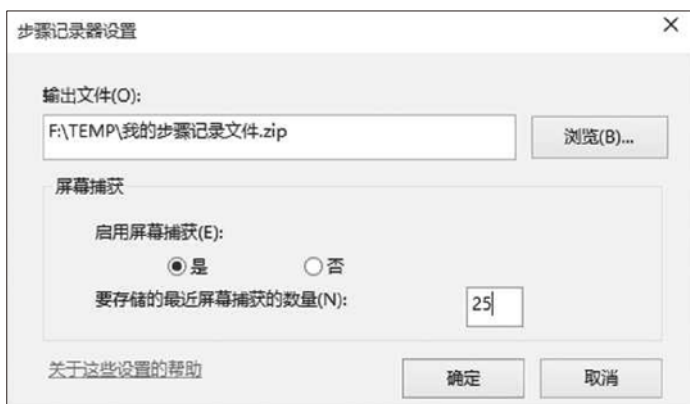 步骤记录器设置
输出文件(O):
F:\TEMP\我的步骤记录文件.zip
浏览(B)...
屏幕捕获
启用屏幕捕获(E):
是 否
要存储的最近屏幕捕获的数量(N): 25
关于这些设置的帮助 确定 取消